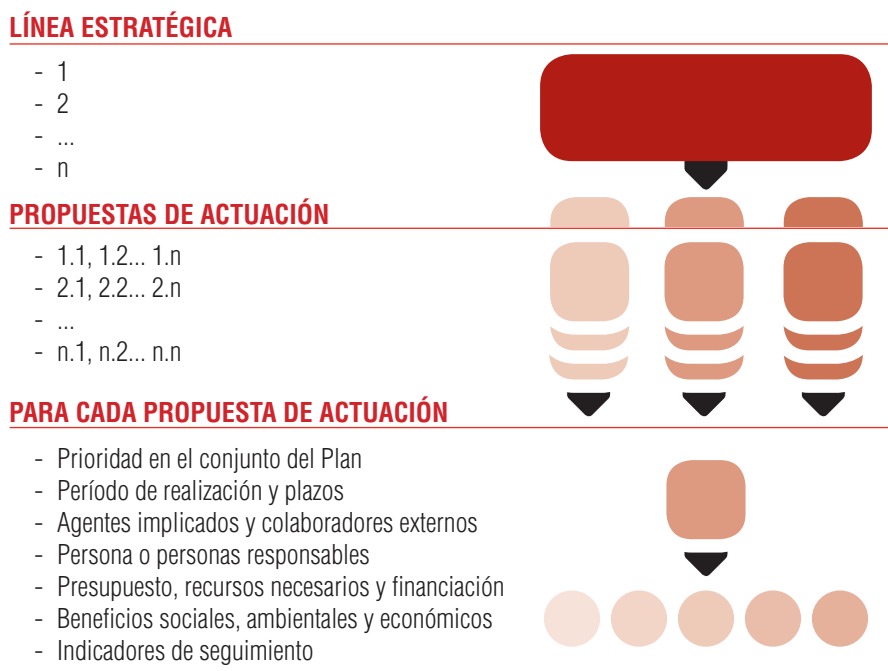 LÍNEA ESTRATÉGICA
- 1
- 2
- ...
- n
PROPUESTAS DE ACTUACIÓN
- 1.1, 1.2... 1.n
- 2.1, 2.2... 2.n
- ...
- n.1, n.2... n.n
PARA CADA PROPUESTA DE ACTUACIÓN
- Prioridad en el conjunto del Plan
- Período de realización y plazos
- Agentes implicados y colaboradores externos
- Persona o personas responsables
- Presupuesto, recursos necesarios y financiación
- Beneficios sociales, ambientales y económicos
- Indicadores de seguimiento